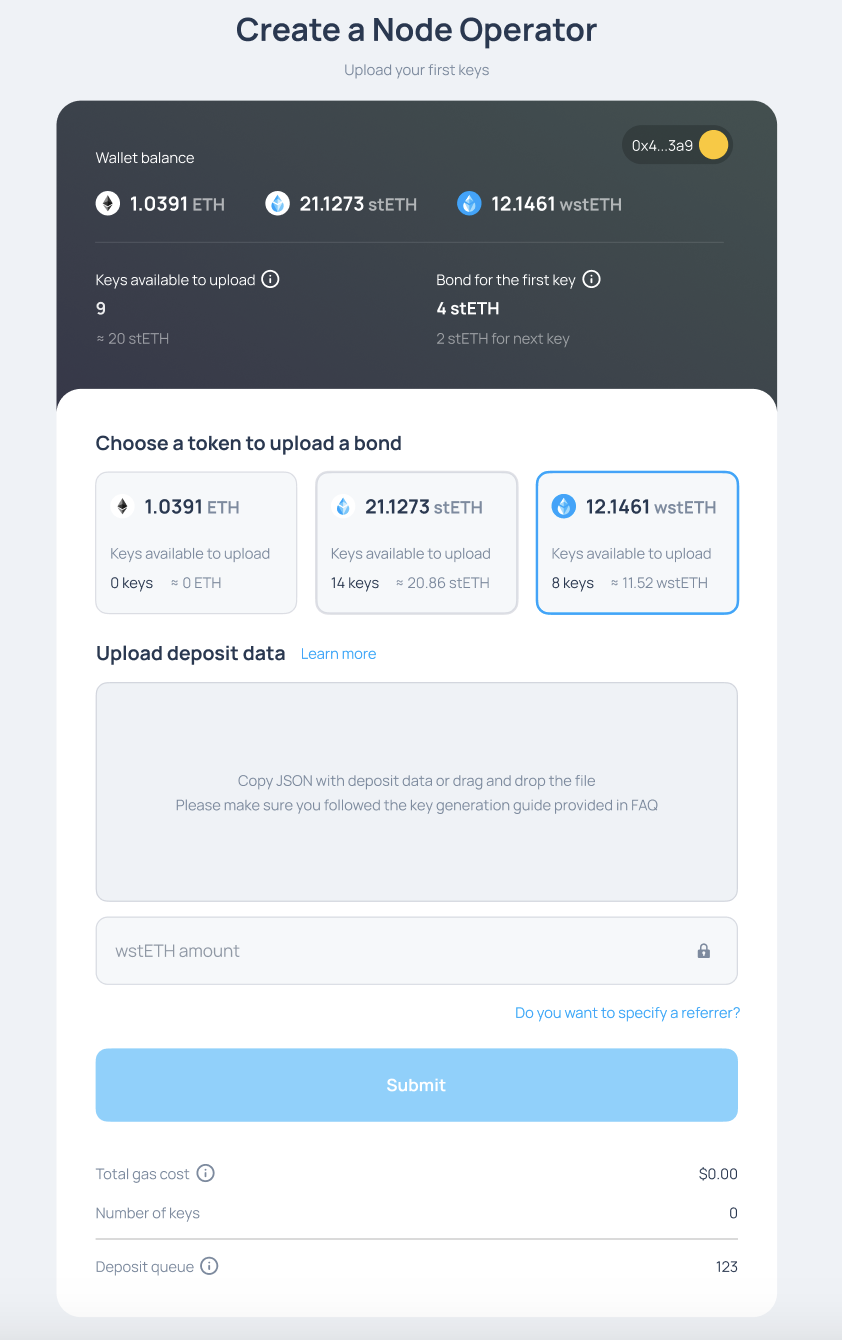 Create a Node Operator
Upload your first keys
0x4...3a9
Wallet balance
1.0391 ETH 21.1273 stETH 12.1461 wstETH
Keys available to upload Bond for the first key
9 4 stETH
≈ 20 stETH 2 stETH for next key
Choose a token to upload a bond
1.0391 ETH 21.1273 stETH 12.1461 wstETH
Keys available to upload Keys available to upload Keys available to upload
0 keys ≈ 0 ETH 14 keys ≈ 20.86 stETH 8 keys ≈ 11.52 wstETH
Upload deposit data Learn more
Copy JSON with deposit data or drag and drop the file
Please make sure you followed the key generation guide provided in FAQ
wstETH amount
Do you want to specify a referrer?
Submit
Total gas cost $0.00
Number of keys 0
Deposit queue 123